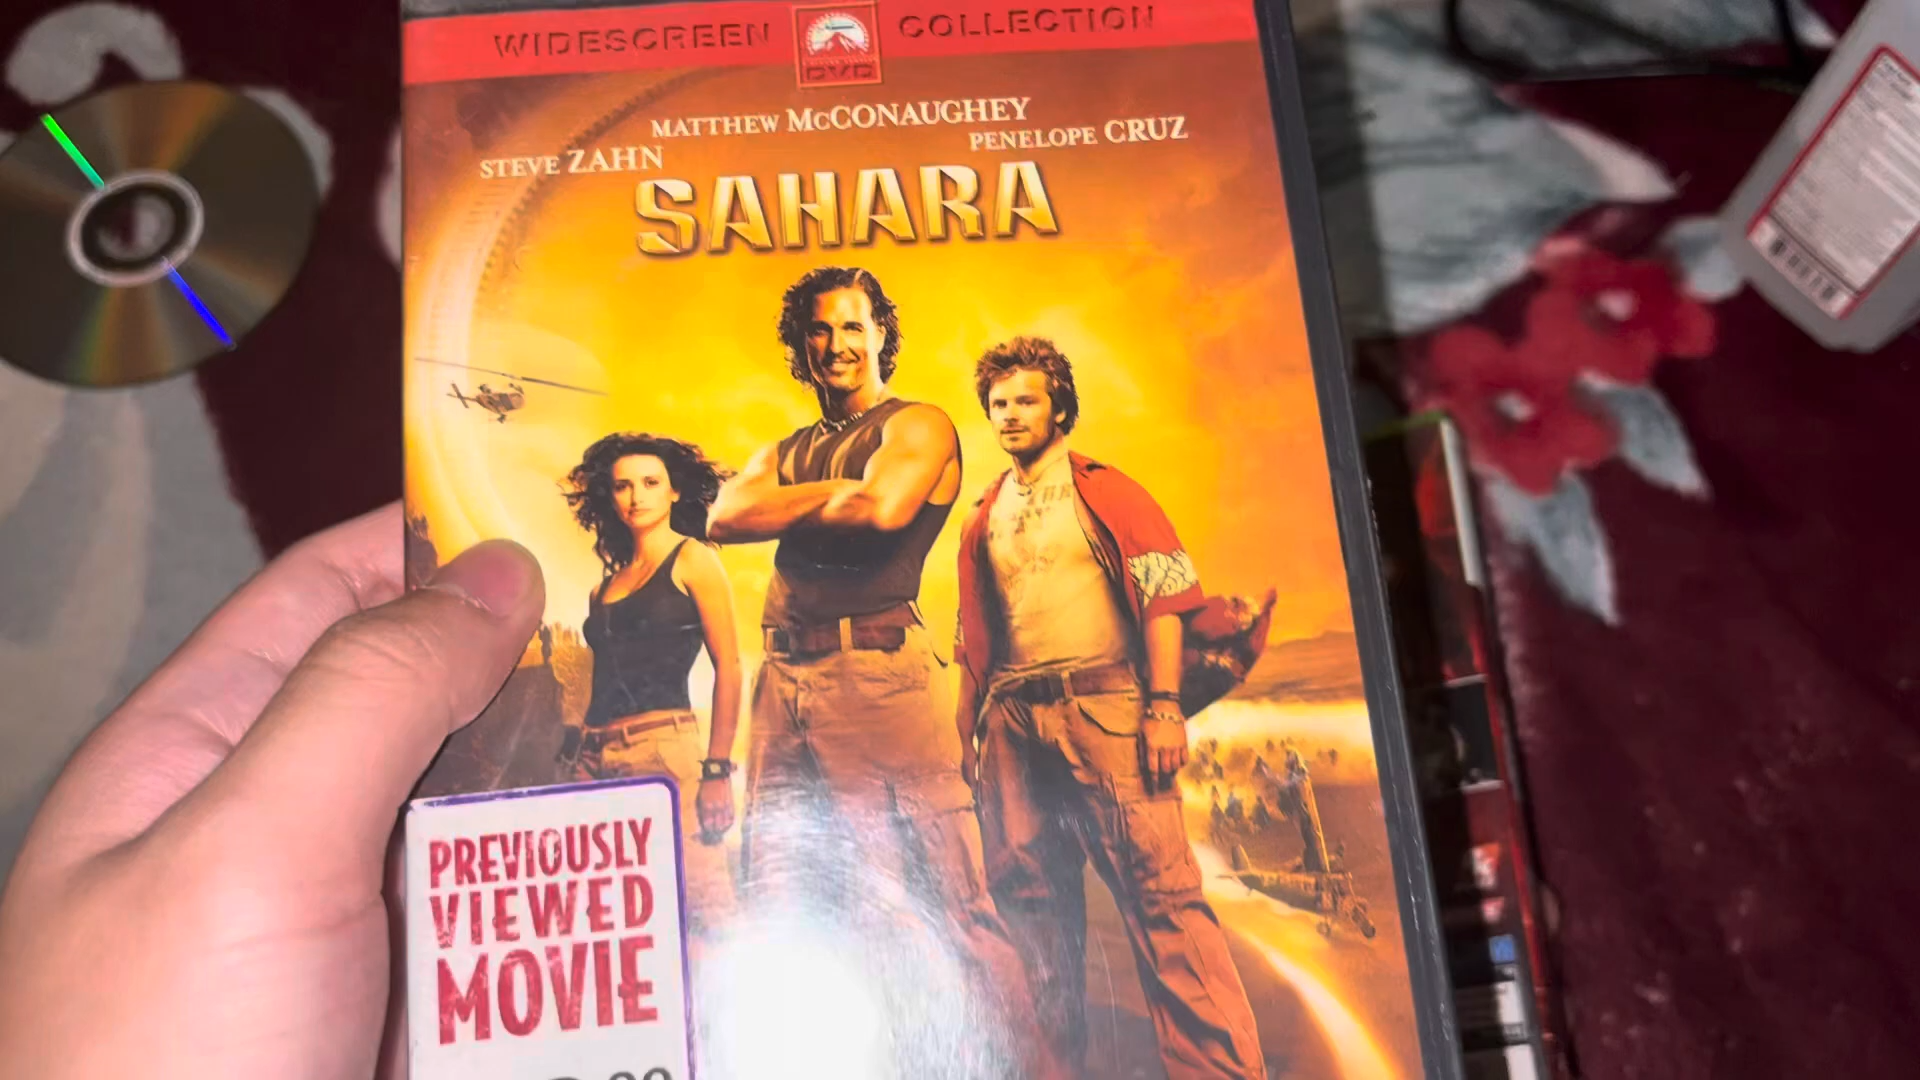 WIDESCREEN
DVD
COLLECTION
MATTHEW McCONAUGHEY
STEVE ZAHN
PENELOPE CRUZ
SAHARA
PREVIOUSLY
VIEWED
MOVIE